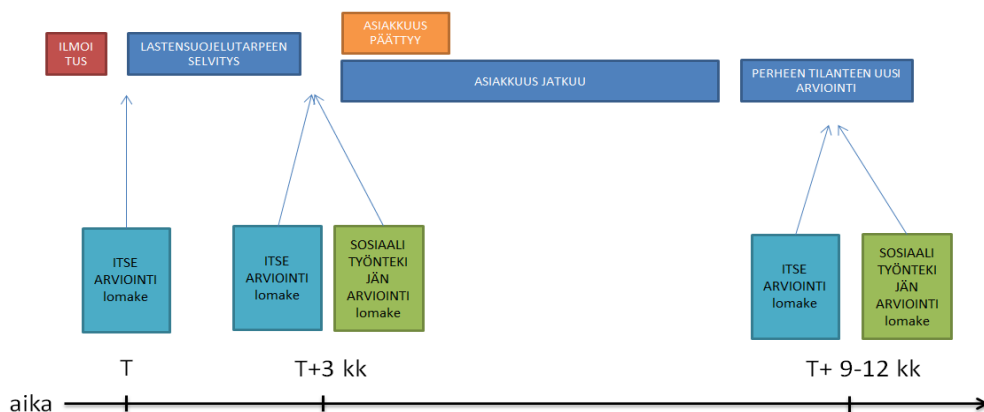 ASIAKKUUS
PÄÄTTYY
ILMOI
TUS
LASTENSUOJELUTARPEEN
SELVITYS
ASIAKKUUS JATKUU
PERHEEN TILANTEEN UUSI
ARVIOINTI
ITSE
ARVIOINTI
lomake
ITSE
ARVIOINTI
lomake
SOSIAALI
TYÖNTEKI
JÄN
ARVIOINTI
lomake
ITSE
ARVIOINTI
lomake
SOSIAALI
TYÖNTEKI
JÄN
ARVIOINTI
lomake
T
T+3 kk
T+ 9-12 kk
aika